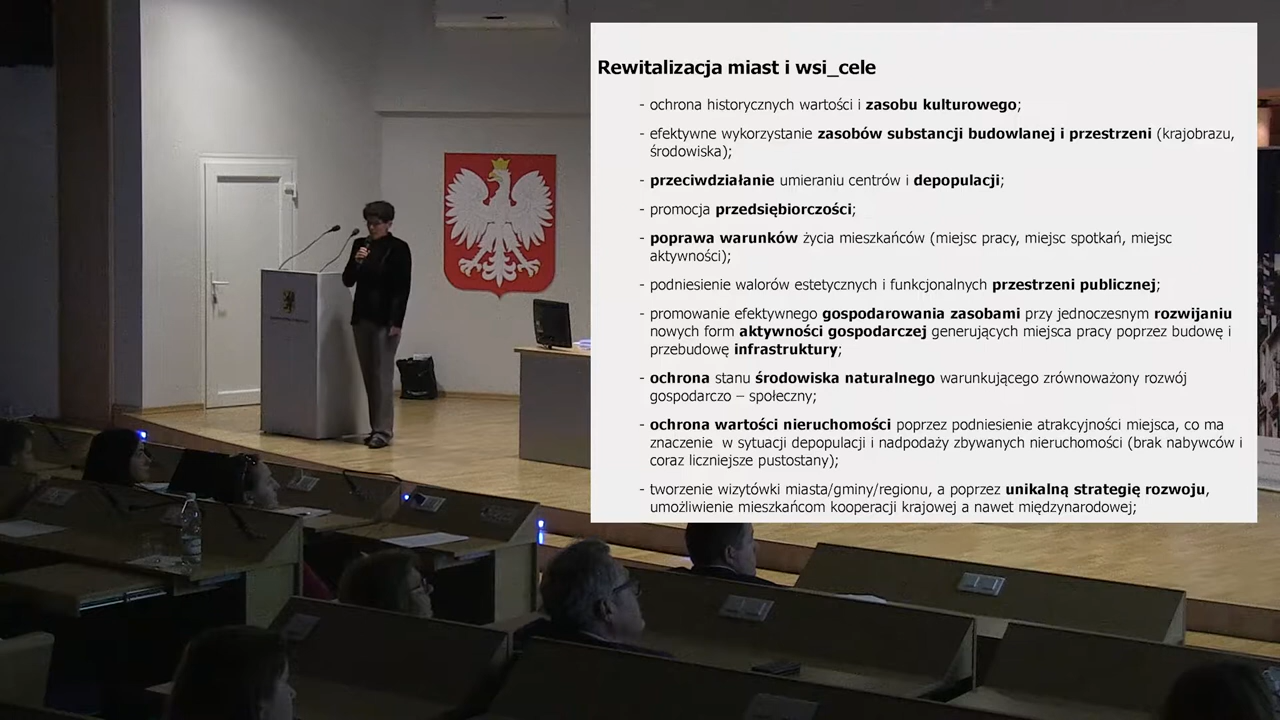 Rewitalizacja miast i wsi_cele
- ochrona historycznych wartości i zasobu kulturowego;
- efektywne wykorzystanie zasobów substancji budowlanej i przestrzeni (krajobrazu,
środowiska);
- przeciwdziałanie umieraniu centrów i depopulacji;
- promocja przedsiębiorczości;
- poprawa warunków życia mieszkańców (miejsc pracy, miejsc spotkań, miejsc
aktywności);
- podniesienie walorów estetycznych i funkcjonalnych przestrzeni publicznej;
- promowanie efektywnego gospodarowania zasobami przy jednoczesnym rozwijaniu
nowych form aktywności gospodarczej generujących miejsca pracy poprzez budowę i
przebudowę infrastruktury;
- ochrona stanu środowiska naturalnego warunkującego zrównoważony rozwój
gospodarczo – społeczny;
- ochrona wartości nieruchomości poprzez podniesienie atrakcyjności miejsca, co ma
znaczenie w sytuacji depopulacji i nadpodaży zbywanych nieruchomości (brak nabywców i
coraz liczniejsze pustostany);
- tworzenie wizytówki miasta/gminy/regionu, a poprzez unikalną strategię rozwoju,
umożliwienie mieszkańcom kooperacji krajowej a nawet międzynarodowej;